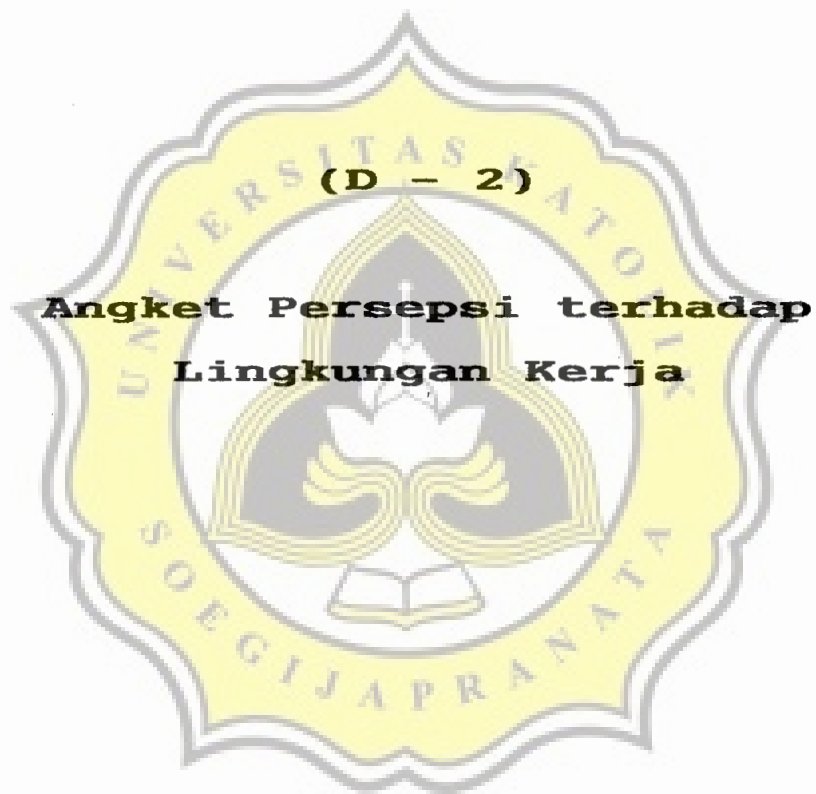 (D - 2)
Angket Persepsi terhadap
Lingkungan Kerja
UNIVERSITAS KATOLIK
SOEGIJAPRANATA